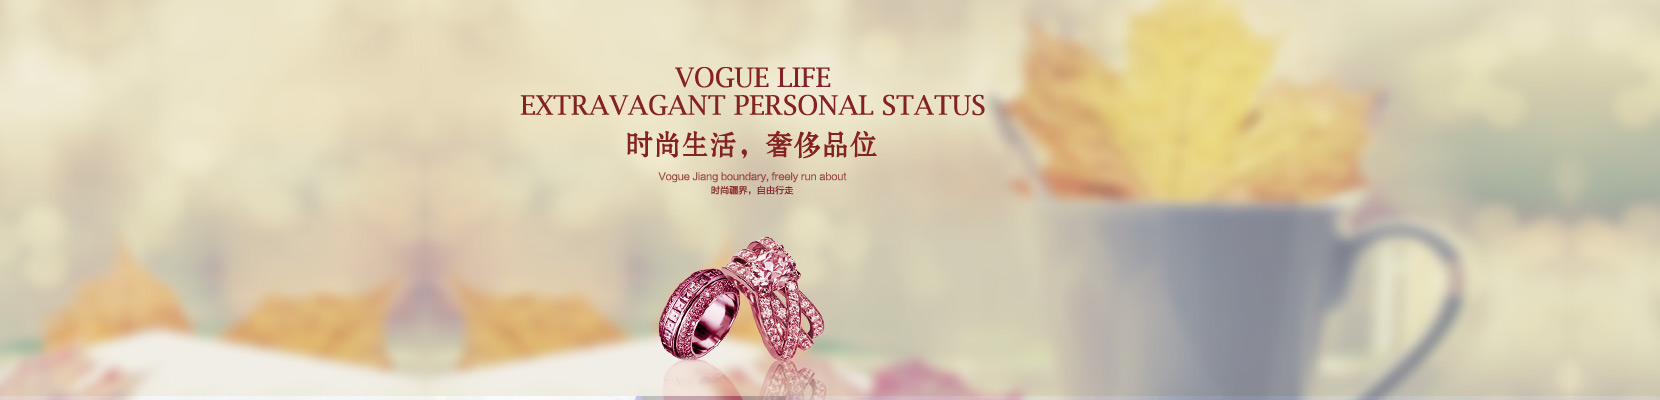 VOGUE LIFE
EXTRAVAGANT PERSONAL STATUS
时尚生活，奢侈品位
Vogue Jiang boundary, freely run about
时尚疆界，自由行走